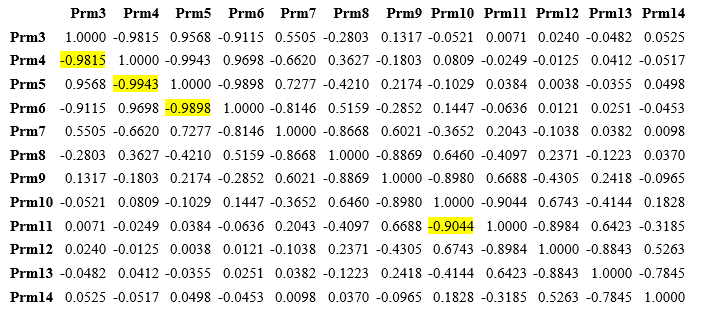 Prm3 Prm4 Prm5 Prm6 Prm7 Prm8 Prm9 Prm10 Prm11 Prm12 Prm13 Prm14
Prm3 1.0000 -0.9815 0.9568 -0.9115 0.5505 -0.2803 0.1317 -0.0521 0.0071 0.0240 -0.0482 0.0525
Prm4 -0.9815 1.0000 -0.9943 0.9698 -0.6620 0.3627 -0.1803 0.0809 -0.0249 -0.0125 0.0412 -0.0517
Prm5 0.9568 -0.9943 1.0000 -0.9898 0.7277 -0.4210 0.2174 -0.1029 0.0384 0.0038 -0.0355 0.0498
Prm6 -0.9115 0.9698 -0.9898 1.0000 -0.8146 0.5159 -0.2852 0.1447 -0.0636 0.0121 0.0251 -0.0453
Prm7 0.5505 -0.6620 0.7277 -0.8146 1.0000 -0.8668 0.6021 -0.3652 0.2043 -0.1038 0.0382 0.0098
Prm8 -0.2803 0.3627 -0.4210 0.5159 -0.8668 1.0000 -0.8869 0.6460 -0.4097 0.2371 -0.1223 0.0370
Prm9 0.1317 -0.1803 0.2174 -0.2852 0.6021 -0.8869 1.0000 -0.8980 0.6688 -0.4305 0.2418 -0.0965
Prm10 -0.0521 0.0809 -0.1029 0.1447 -0.3652 0.6460 -0.8980 1.0000 -0.9044 0.6743 -0.4144 0.1828
Prm11 0.0071 -0.0249 0.0384 -0.0636 0.2043 -0.4097 0.6688 -0.9044 1.0000 -0.8984 0.6423 -0.3185
Prm12 0.0240 -0.0125 0.0038 0.0121 -0.1038 0.2371 -0.4305 0.6743 -0.8984 1.0000 -0.8843 0.5263
Prm13 -0.0482 0.0412 -0.0355 0.0251 0.0382 -0.1223 0.2418 -0.4144 0.6423 -0.8843 1.0000 -0.7845
Prm14 0.0525 -0.0517 0.0498 -0.0453 0.0098 0.0370 -0.0965 0.1828 -0.3185 0.5263 -0.7845 1.0000